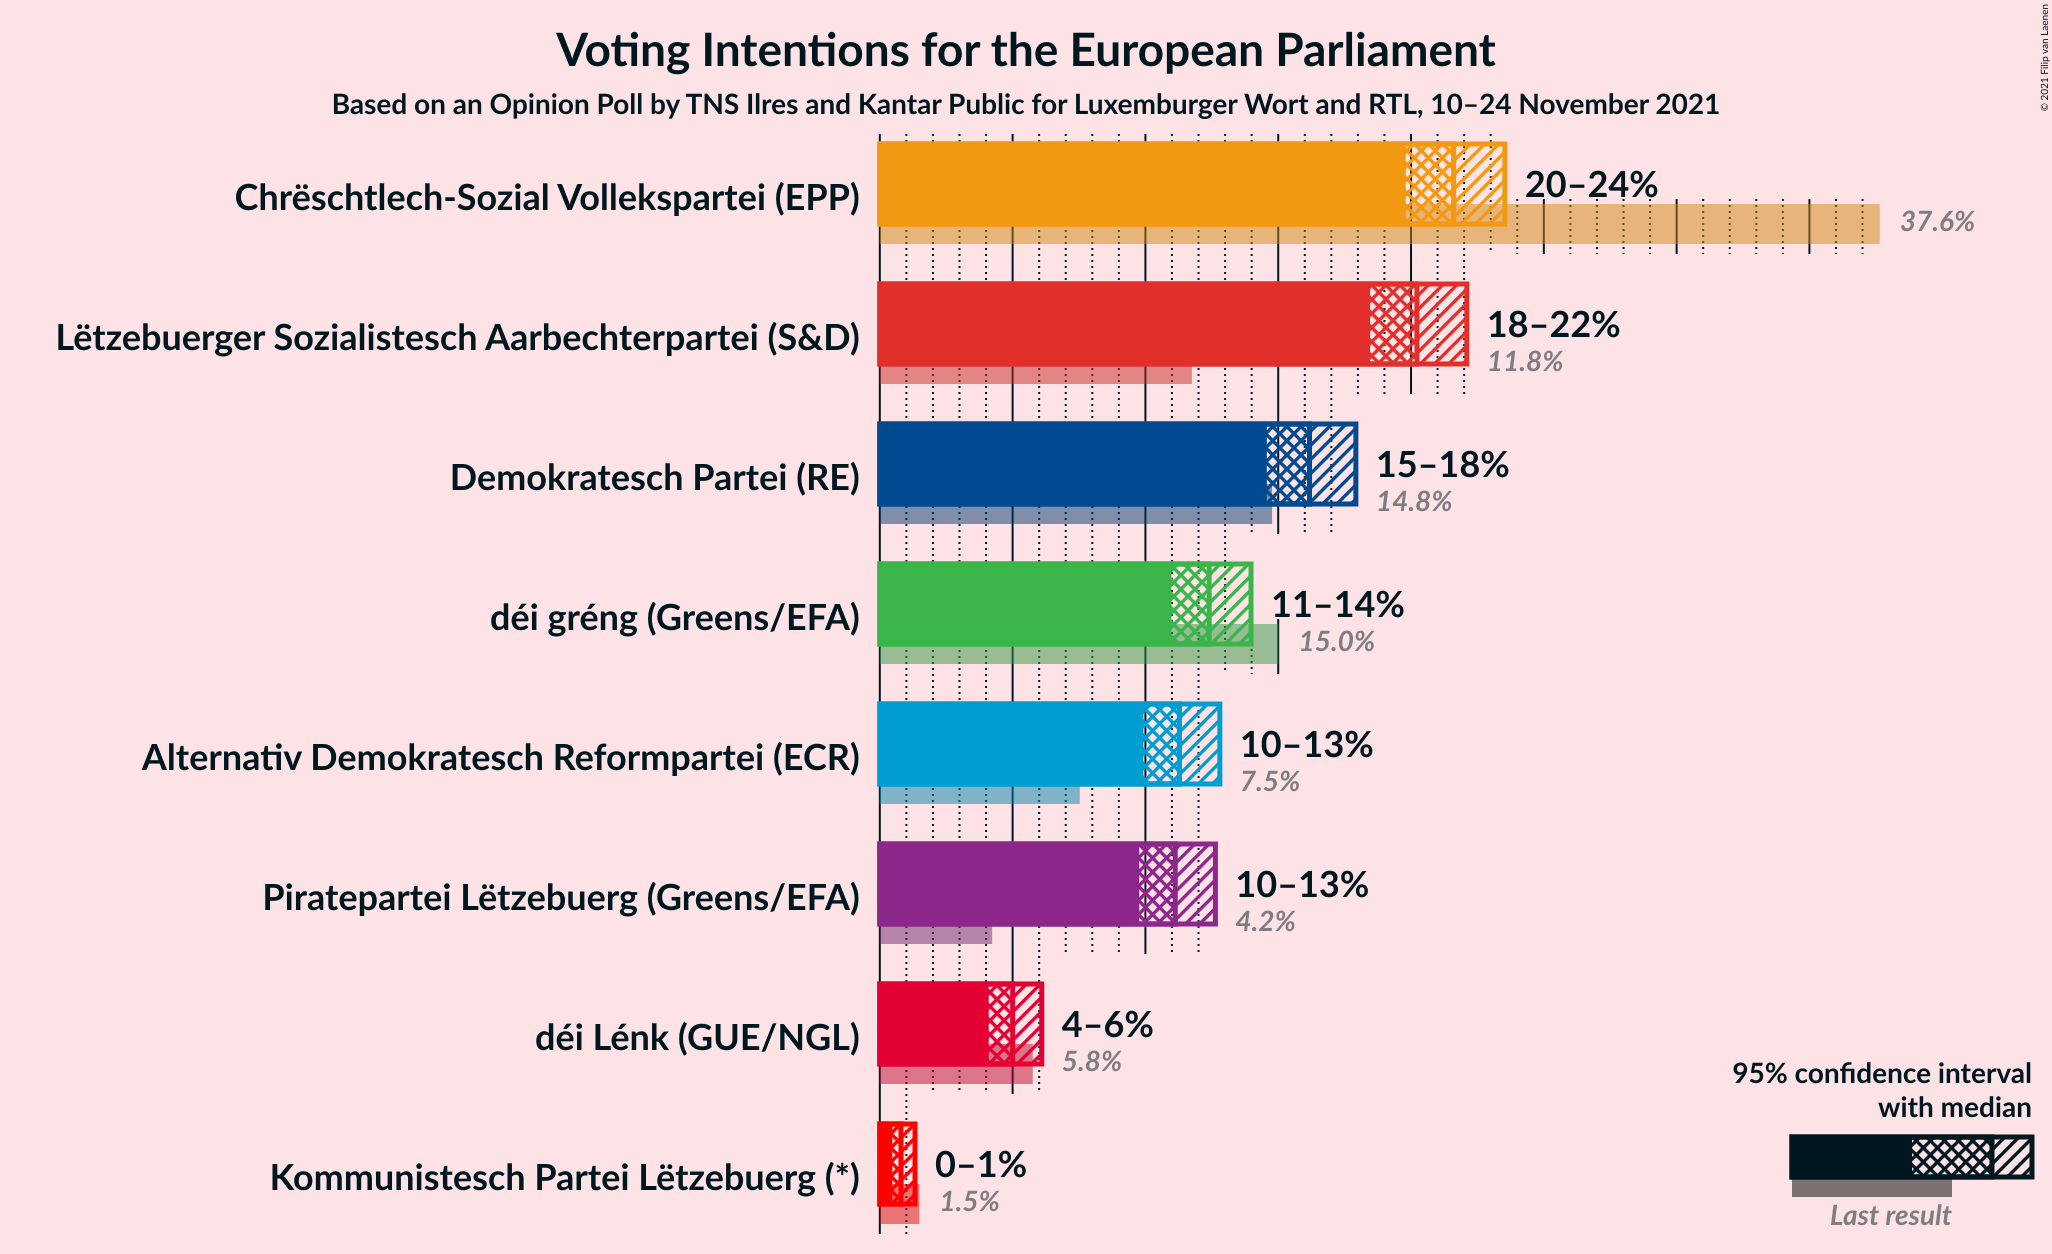 Voting Intentions for the European Parliament
Based on an Opinion Poll by TNS Ilres and Kantar Public for Luxemburger Wort and RTL, 10–24 November 2021
© 2021 Filip van Laenen
Chrëschtlech-Sozial Vollekspartei (EPP)
20–24%
37.6%
Lëtzebuerger Sozialistesch Aarbechterpartei (S&D)
18–22%
11.8%
Demokratesch Partei (RE)
15–18%
14.8%
déi gréng (Greens/EFA)
11–14%
15.0%
Alternativ Demokratesch Reformpartei (ECR)
10–13%
7.5%
Piratepartei Lëtzebuerg (Greens/EFA)
10–13%
4.2%
déi Lénk (GUE/NGL)
4–6%
5.8%
Kommunistesch Partei Lëtzebuerg (*)
0–1%
1.5%
95% confidence interval
with median
Last result